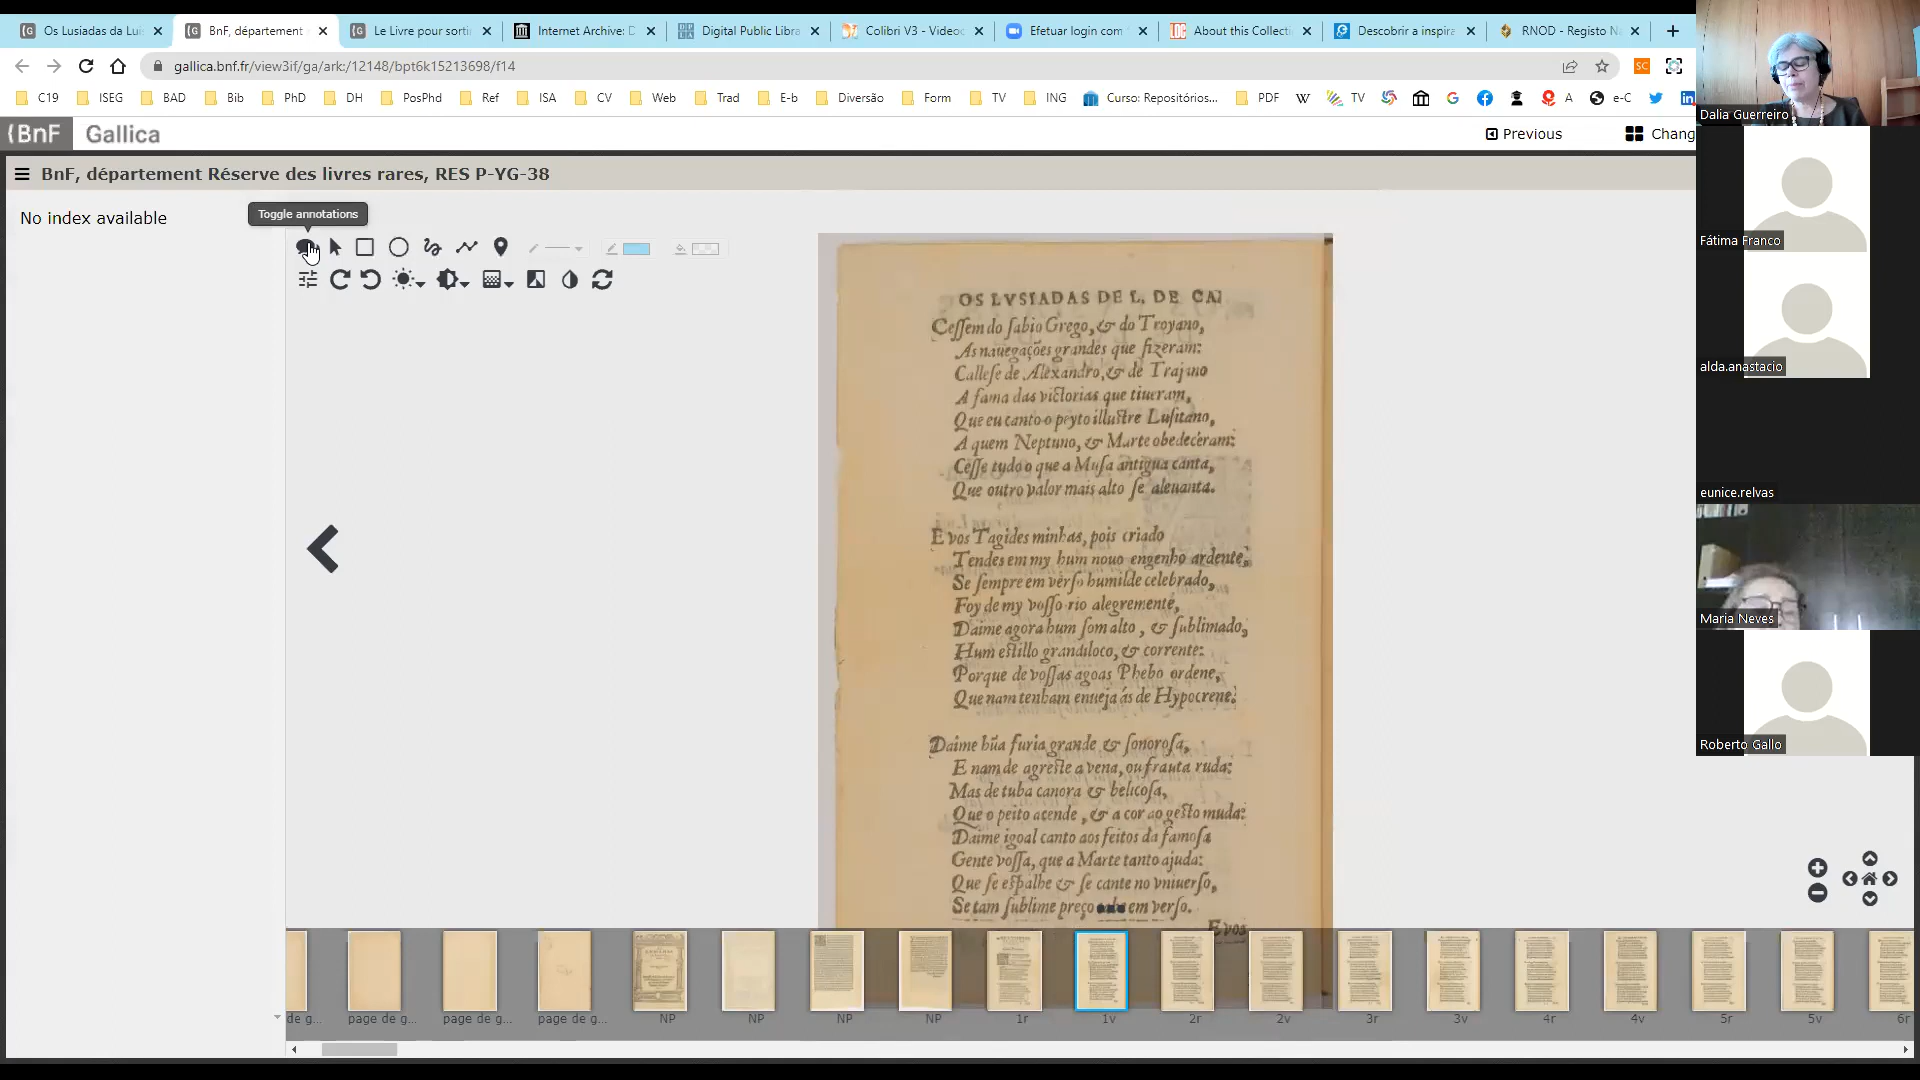 Os Lusiadas da Lui
BnF, département
Le Livre pour sorti
Internet Archive: D
Digital Public Libra
Colibri V3 - Videoc
Efetuar login com
About this Collecti
Descobrir a inspira
RNOD - Registo N
gallica.bnf.fr/view3if/ga/ark:/12148/bpt6k15213698/f14
C19 ISEG BAD Bib PhD DH PosPhd Ref ISA CV Web Trad E-b Diversão Form TV ING Curso: Repositórios... PDF W TV G A e-C
BnF Gallica
Previous
Chang
BnF, département Réserve des livres rares, RES P-YG-38
No index available
Toggle annotations
OS LVSIADAS DE L. DE CA
Ceſſem do ſabio Grego, & do Troyano,
As nauegações grandes que fizeram:
Calleſe de Alexandro, & de Trajano
A fama das victorias que tiueram,
Que eu canto o peyto illuſtre Luſitano,
A quem Neptuno, & Marte obedeceram:
Ceſſe tudo o que a Muſa antigua canta,
Que outro valor mais alto ſe aleuanta.
E vos Tagides minhas, pois criado
Tendes em my hum nouo engenho ardente,
Se ſempre em verſo humilde celebrado,
Foy de my voſſo rio alegremente,
Daime agora hum ſom alto, & ſublimado,
Hum eſtillo grandiloco, & corrente:
Porque de voſſas agoas Phebo ordene,
Que nam tenham enueja ás de Hypocrene.
Daime hũa furia grande & ſonoroſa,
E nam de agreſte avena, ou frauta ruda:
Mas de tuba canora & belicoſa,
Que o peito acende, & a cor ao geſto muda:
Daime igoal canto aos feitos da famoſa
Gente voſſa, que a Marte tanto ajuda:
Que ſe eſpalhe & ſe cante no vniuerſo,
Se tam ſublime preço em verſo.
E vos
de g...
page de g...
page de g...
page de g...
NP
NP
NP
NP
1r
1v
2r
2v
3r
3v
4r
4v
5r
5v
6r
Dalia Guerreiro
Fátima Franco
alda.anastacio
eunice.relvas
Maria Neves
Roberto Gallo